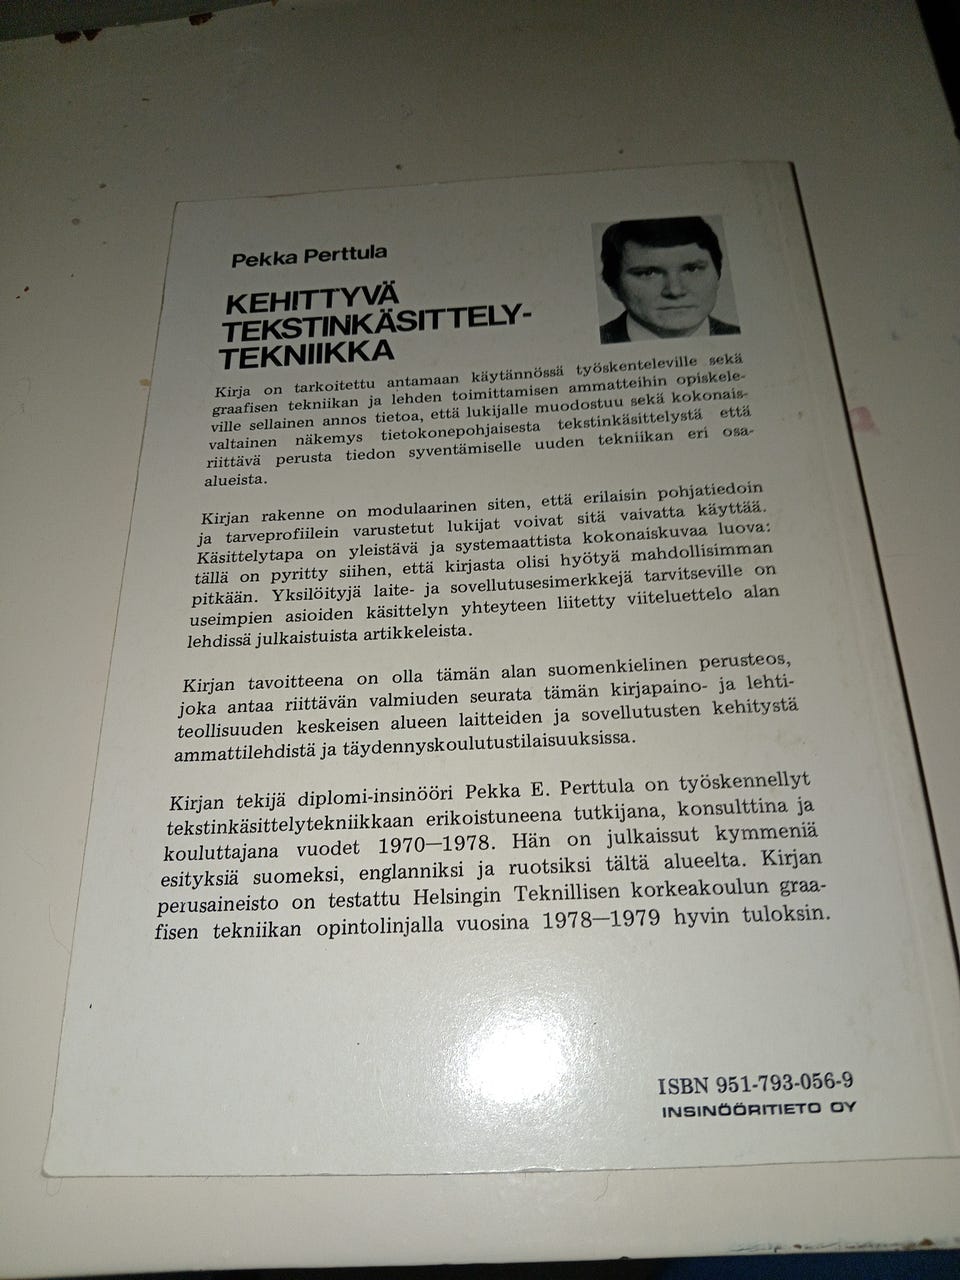 Pekka Perttula
KEHITTYVÄ
TEKSTINKÄSITTELY-
TEKNIIKKA
Kirja on tarkoitettu antamaan käytännössä työskenteleville sekä
graafisen tekniikan ja lehden toimittamisen ammatteihin opiskele-
ville sellainen annos tietoa, että lukijalle muodostuu sekä kokonais-
valtainen näkemys tietokonepohjaisesta tekstinkäsittelystä että
riittävä perusta tiedon syventämiselle uuden tekniikan eri osa-
alueista.
Kirjan rakenne on modulaarinen siten, että erilaisin pohjatiedoin
ja tarveprofiilein varustetut lukijat voivat sitä vaivatta käyttää.
Käsittelytapa on yleistävä ja systemaattista kokonaiskuvaa luova:
tällä on pyritty siihen, että kirjasta olisi hyötyä mahdollisimman
pitkään. Yksilöityjä laite- ja sovellutusesimerkkejä tarvitseville on
useimpien asioiden käsittelyn yhteyteen liitetty viiteluettelo alan
lehdissä julkaistuista artikkeleista.
Kirjan tavoitteena on olla tämän alan suomenkielinen perusteos,
joka antaa riittävän valmiuden seurata tämän kirjapaino- ja lehti-
teollisuuden keskeisen alueen laitteiden ja sovellutusten kehitystä
ammattilehdistä ja täydennyskoulutustilaisuuksissa.
Kirjan tekijä diplomi-insinööri Pekka E. Perttula on työskennellyt
tekstinkäsittelytekniikkaan erikoistuneena tutkijana, konsulttina ja
kouluttajana vuodet 1970—1978. Hän on julkaissut kymmeniä
esityksiä suomeksi, englanniksi ja ruotsiksi tältä alueelta. Kirjan
perusaineisto on testattu Helsingin Teknillisen korkeakoulun graa-
fisen tekniikan opintolinjalla vuosina 1978—1979 hyvin tuloksin.
ISBN 951-793-056-9
INSINÖÖRITIETO OY